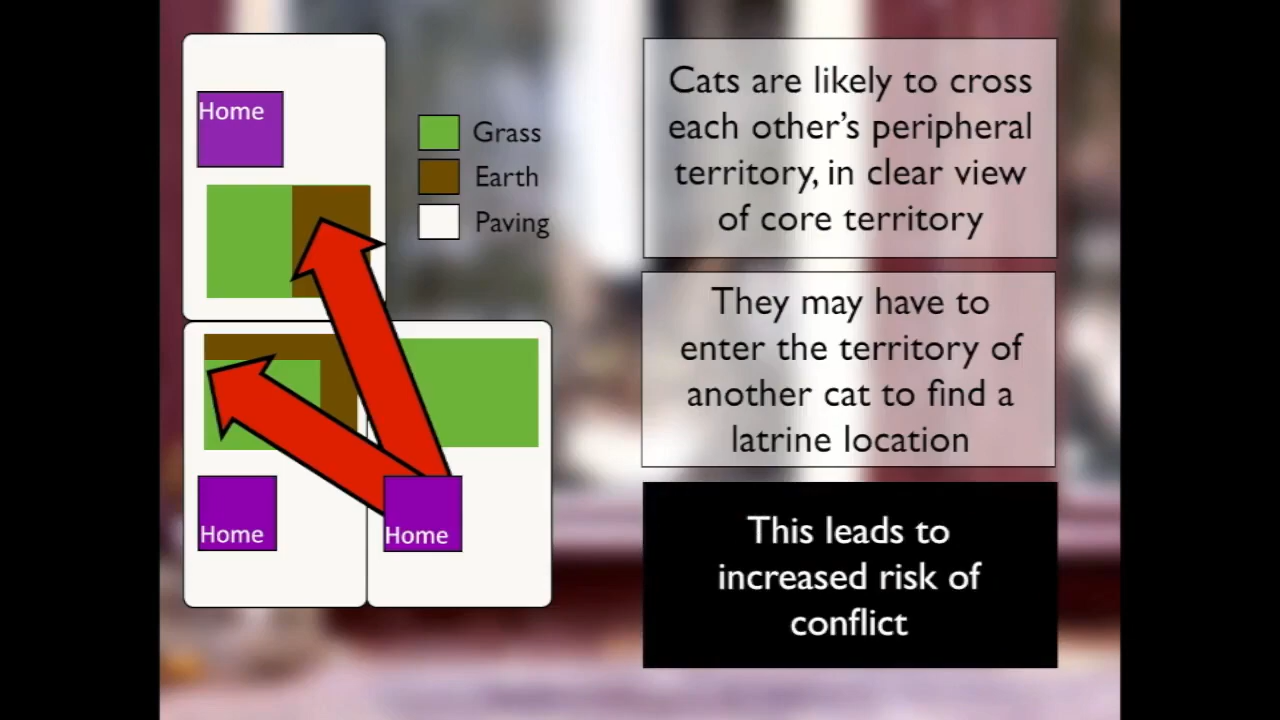 Home
Grass
Earth
Paving
Home
Home
Cats are likely to cross
each other's peripheral
territory, in clear view
of core territory
They may have to
enter the territory of
another cat to find a
latrine location
This leads to
increased risk of
conflict